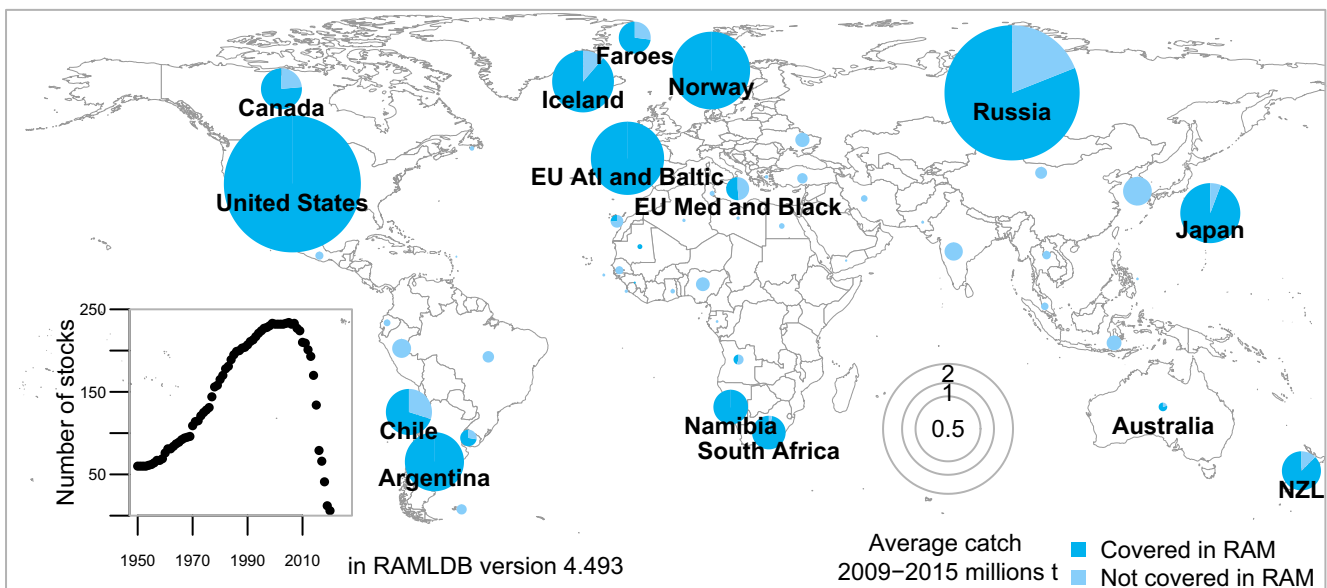 Faroes
Iceland
Norway
Canada
Russia
United States
EU Atl and Baltic
EU Med and Black
Japan
Chile
Argentina
Namibia
South Africa
Australia
NZL
Number of stocks
250
150
50
1950 1970 1990 2010
in RAMLDB version 4.493
2
1
0.5
Average catch
2009−2015 millions t
Covered in RAM
Not covered in RAM